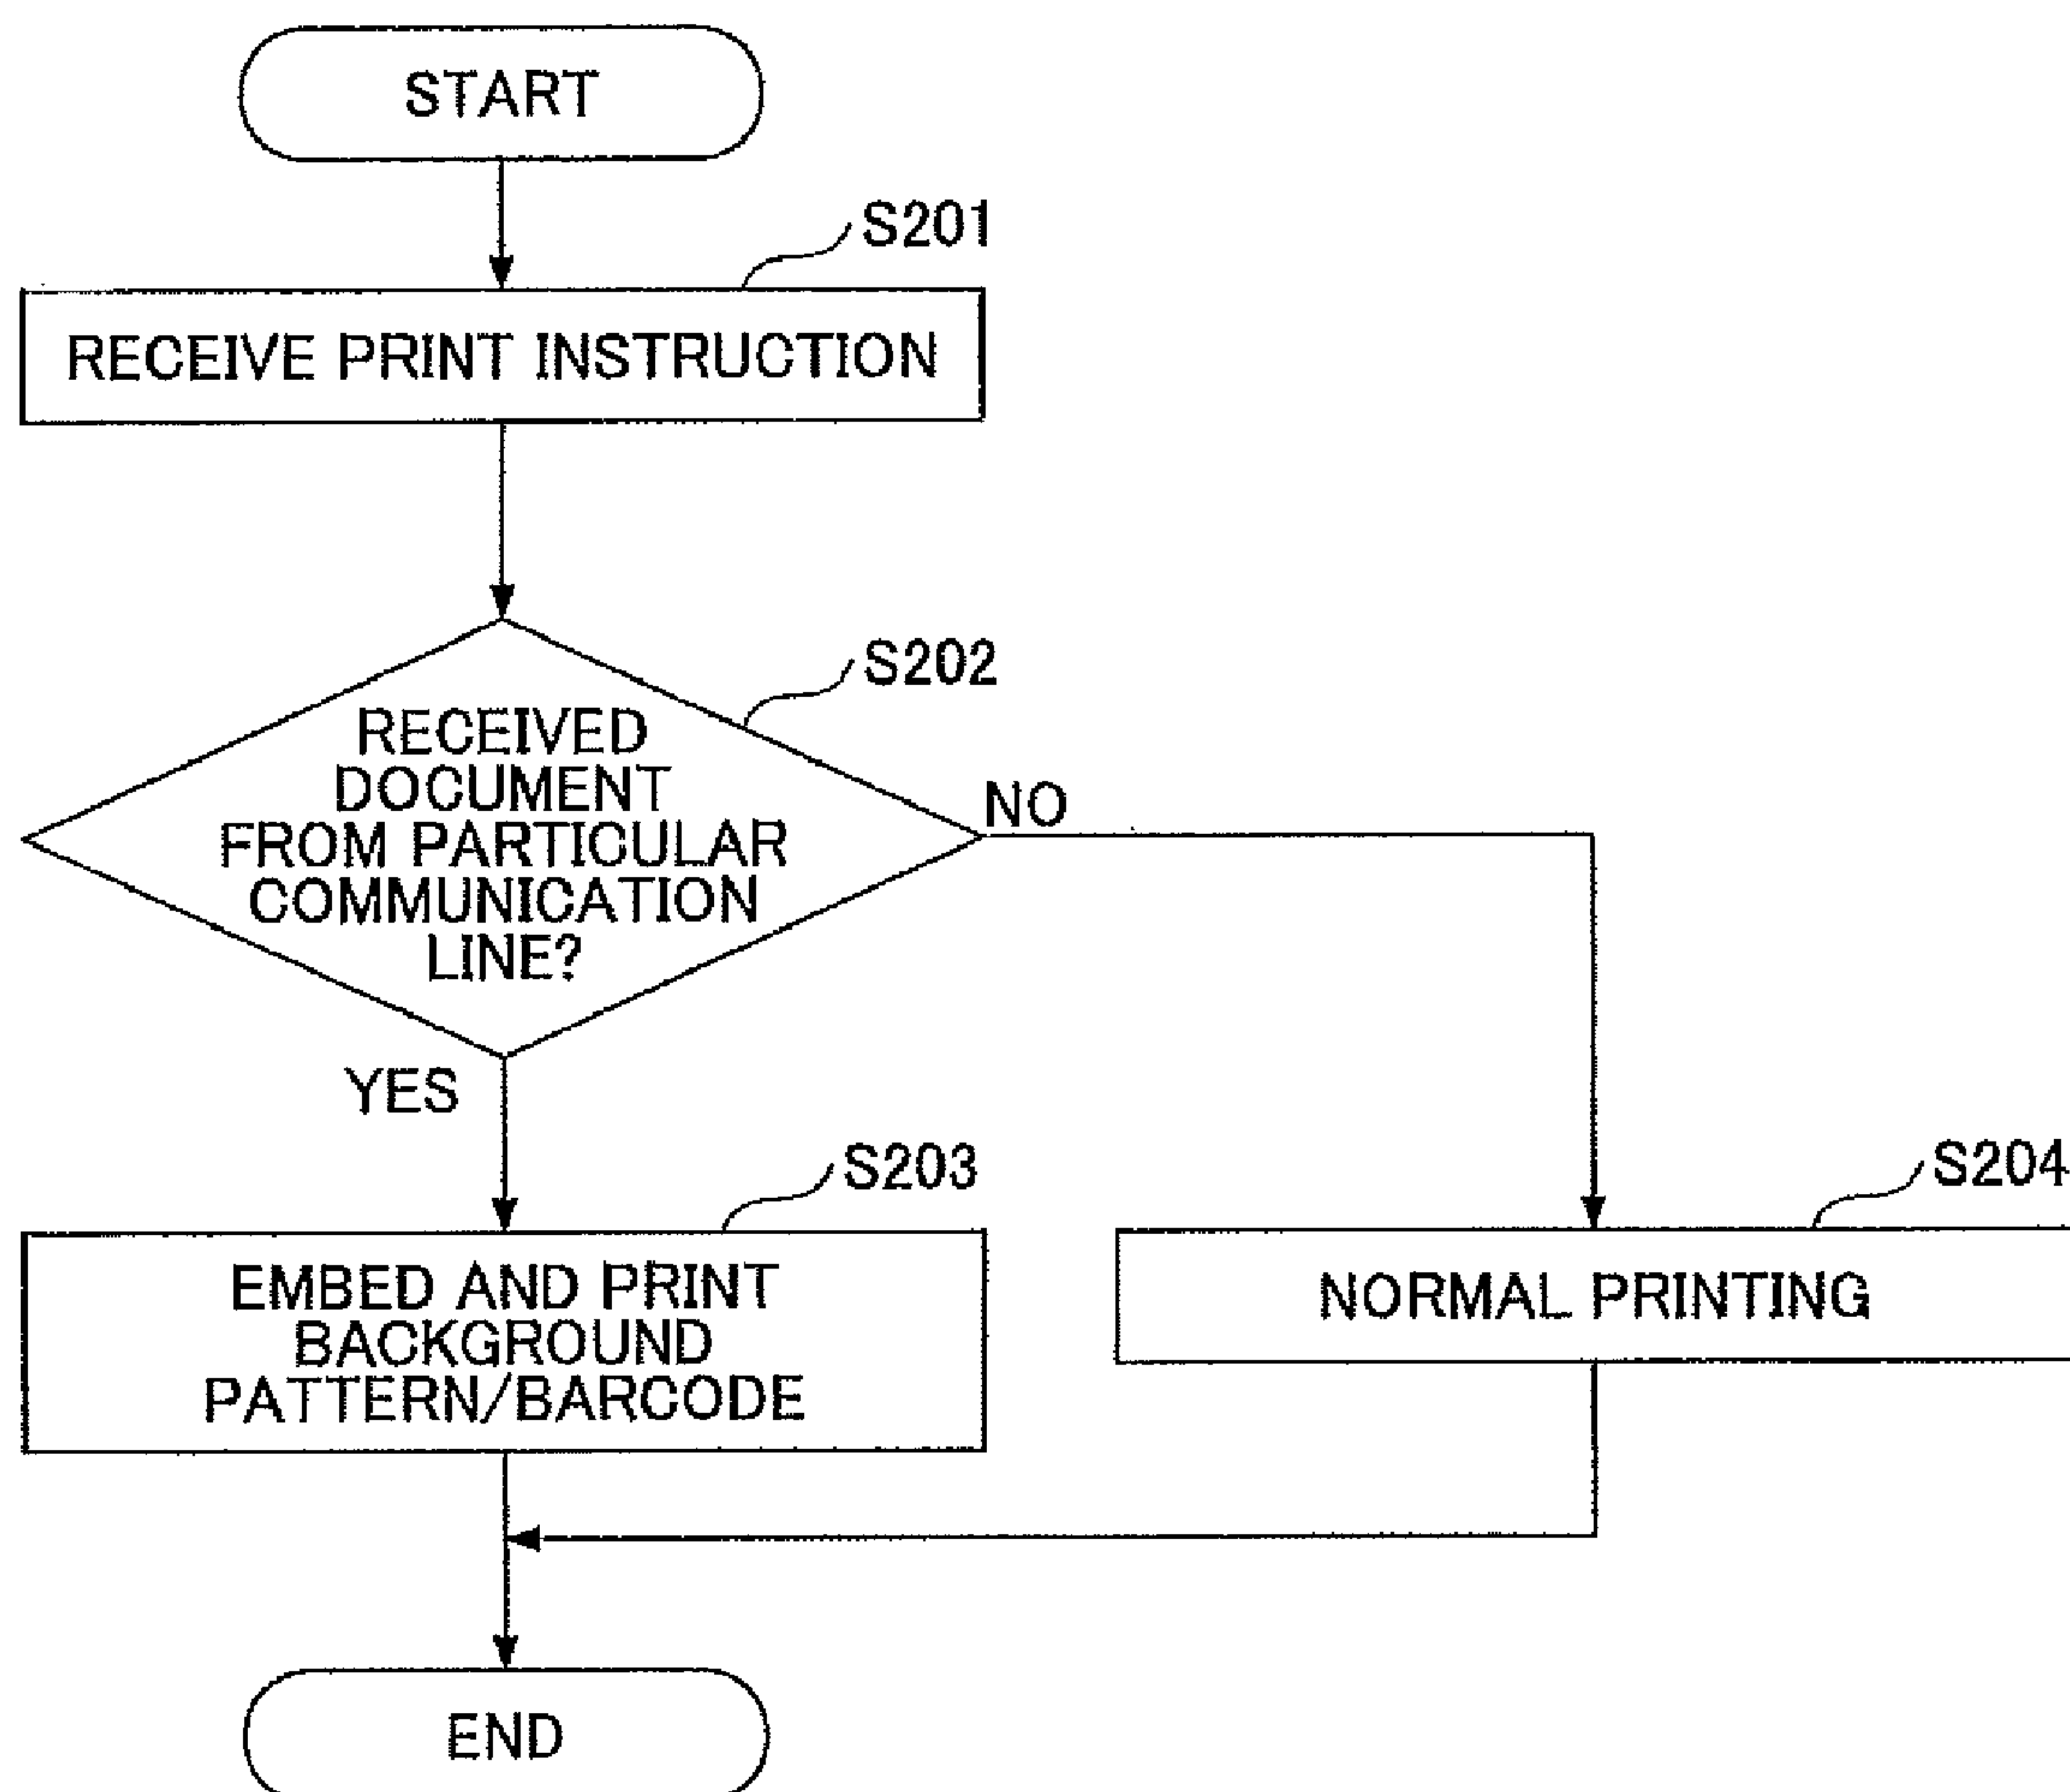 START
S201
RECEIVE PRINT INSTRUCTION
S202
RECEIVED
DOCUMENT
FROM PARTICULAR
COMMUNICATION
LINE?
NO
YES
S203
EMBED AND PRINT
BACKGROUND
PATTERN/BARCODE
S204
NORMAL PRINTING
END